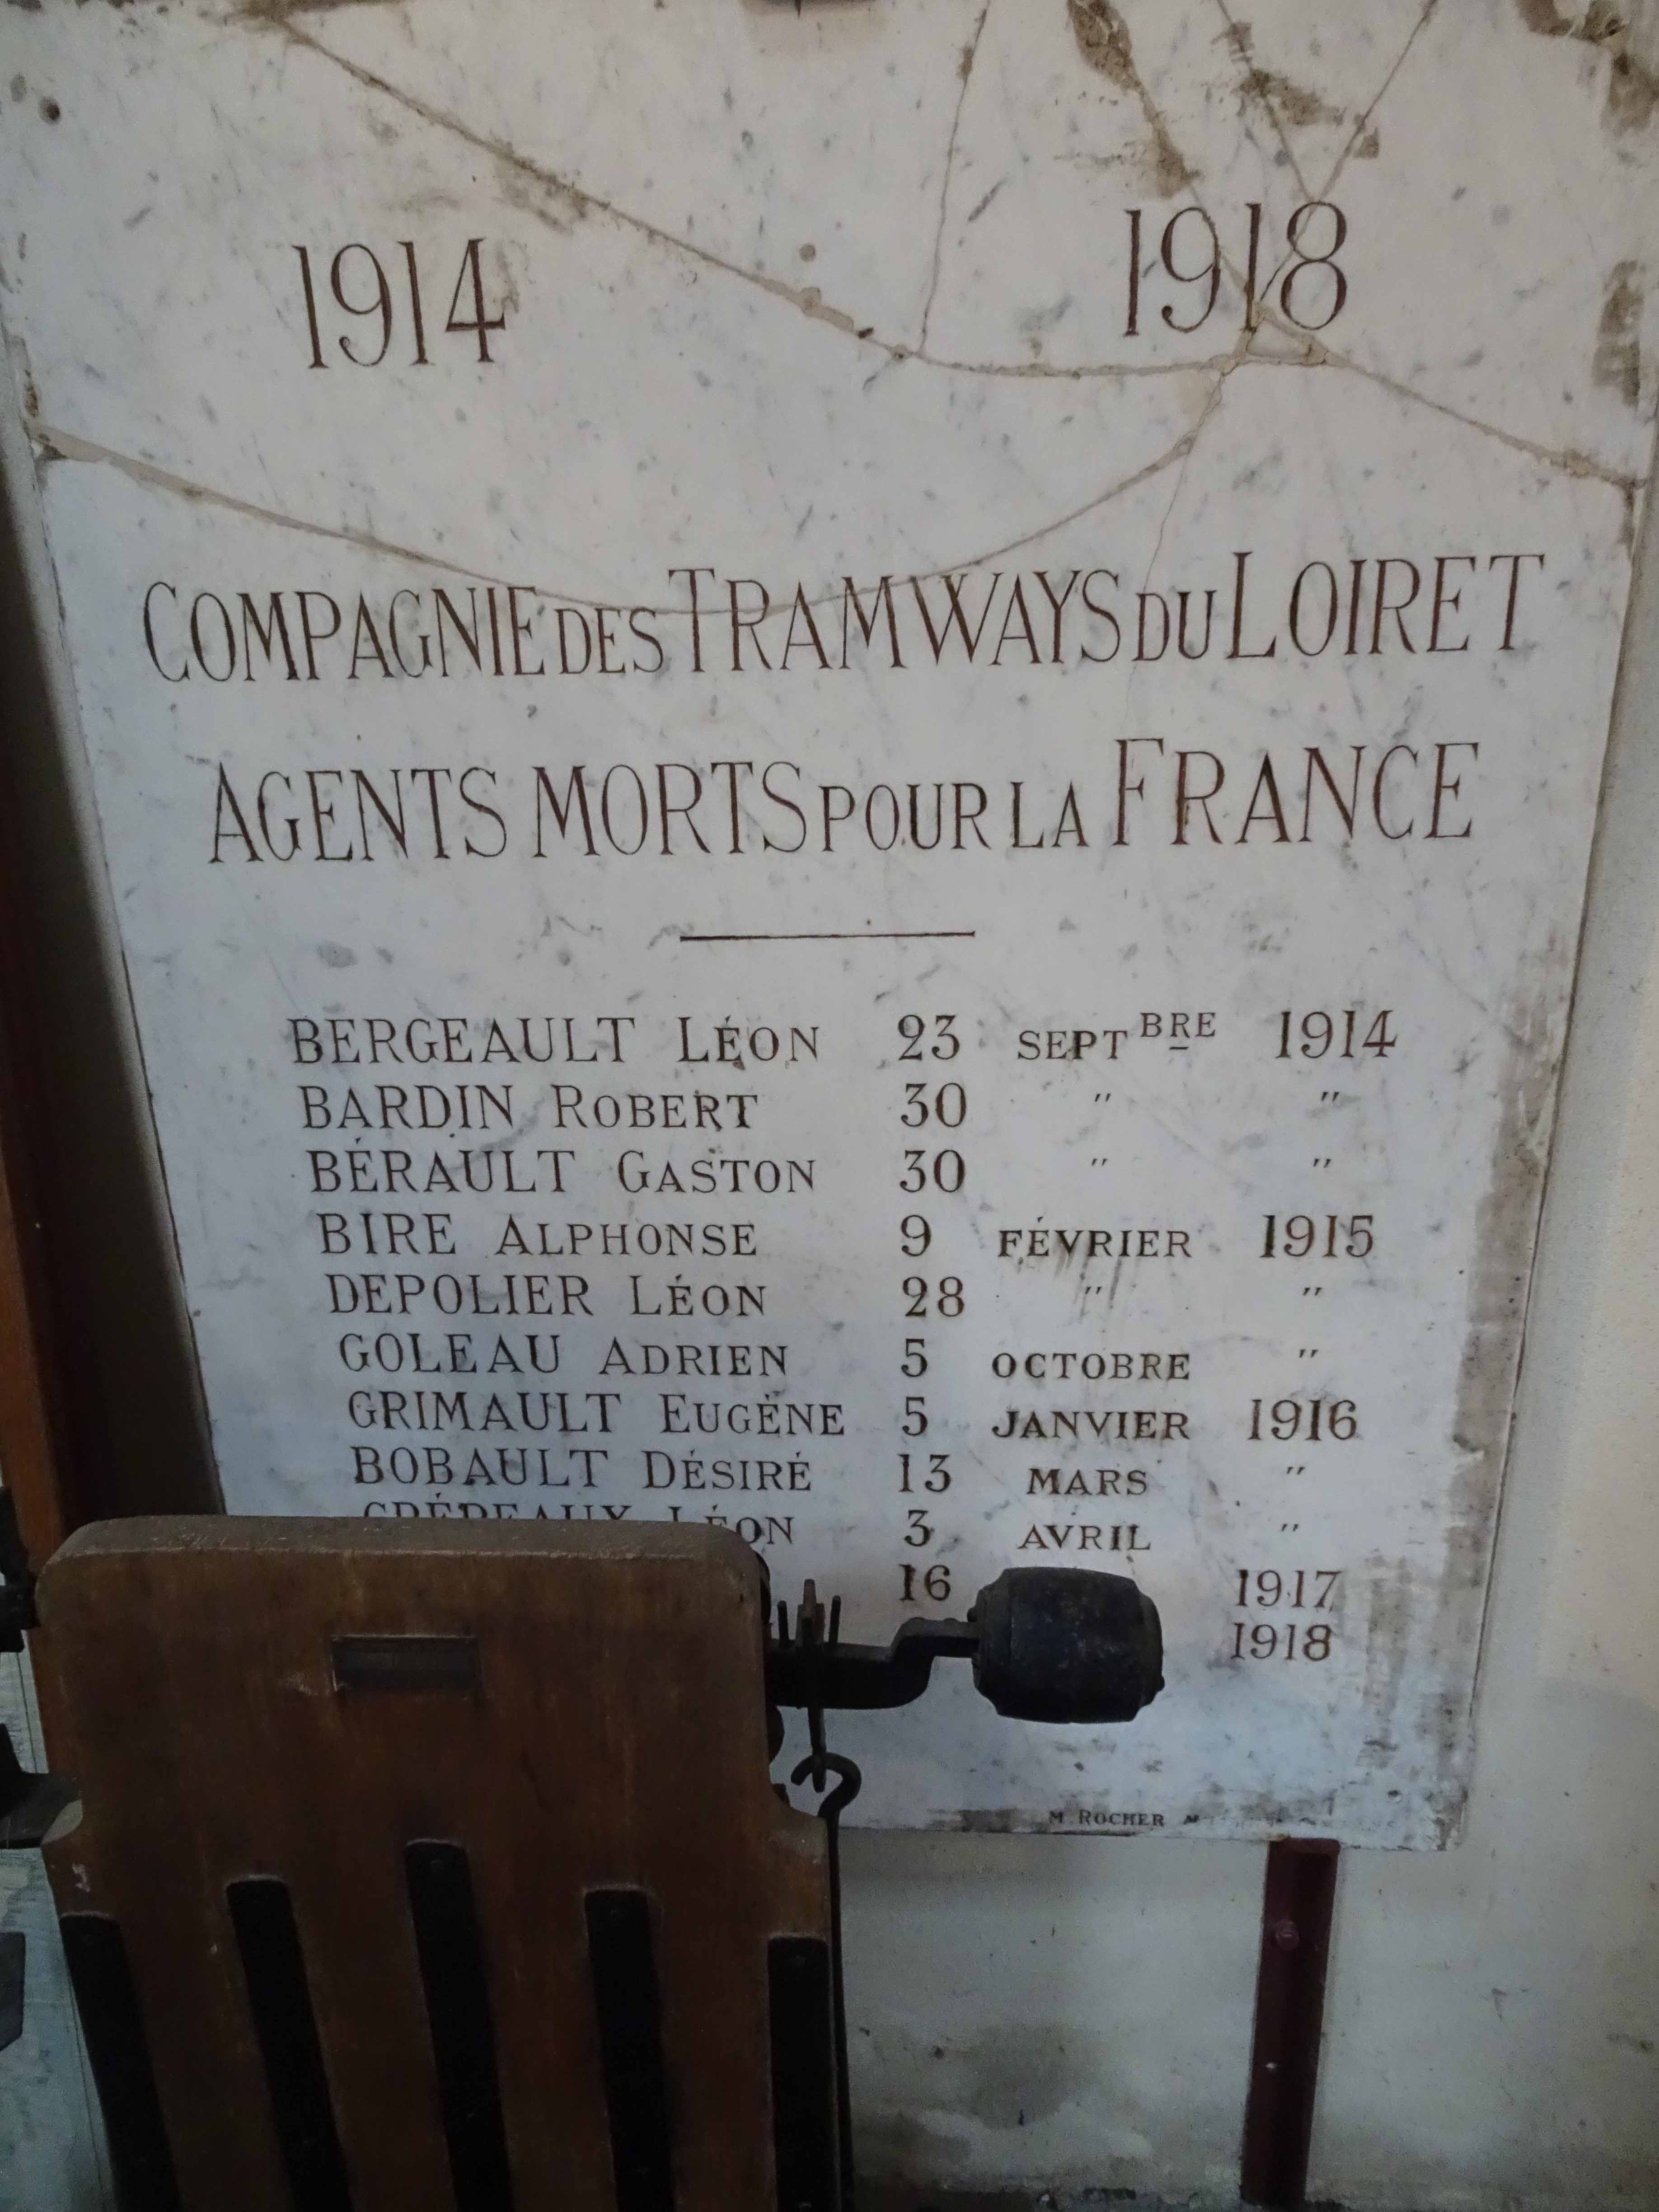 1914 1918
COMPAGNIE DES TRAMWAYS DU LOIRET
AGENTS MORTS POUR LA FRANCE
BERGEAULT LÉON 23 SEPTBRE 1914
BARDIN ROBERT 30 " "
BÉRAULT GASTON 30 " "
BIRE ALPHONSE 9 FÉVRIER 1915
DEPOLIER LÉON 28 " "
GOLEAU ADRIEN 5 OCTOBRE "
GRIMAULT EUGÈNE 5 JANVIER 1916
BOBAULT DÉSIRÉ 13 MARS "
LÉON 3 AVRIL "
16 1917
1918
M. ROCHER